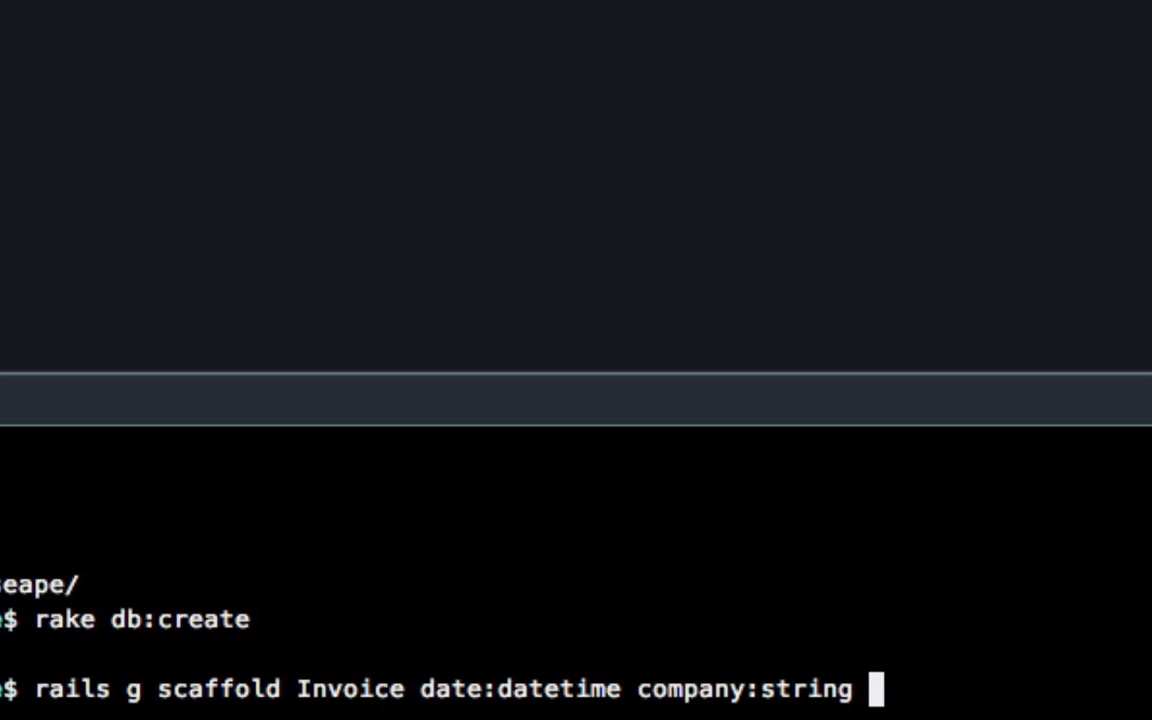 eape/
$ rake db:create
$ rails g scaffold Invoice date:datetime company:string